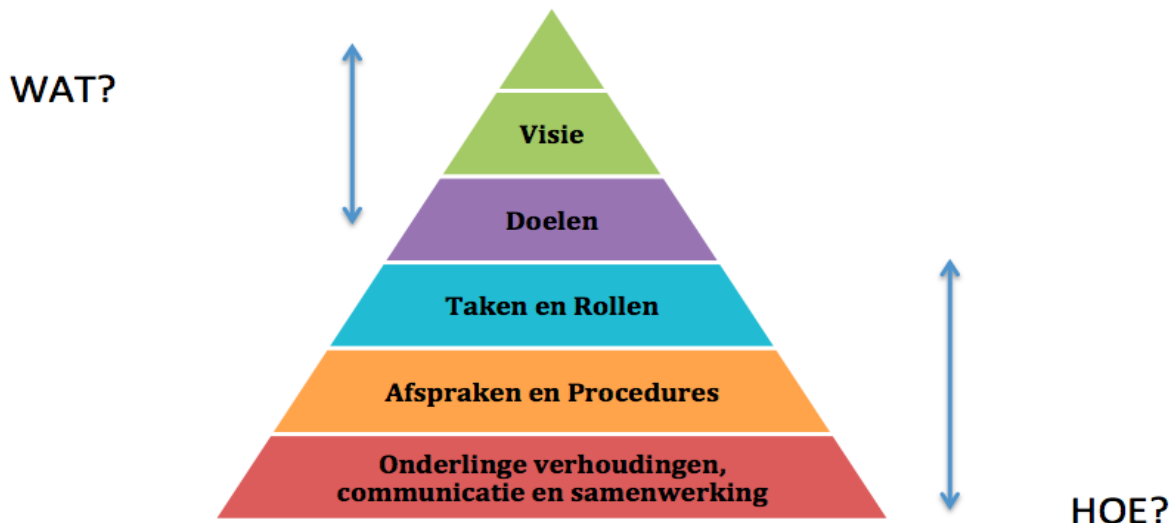 WAT?
Visie
Doelen
Taken en Rollen
Afspraken en Procedures
Onderlinge verhoudingen,
communicatie en samenwerking
HOE?